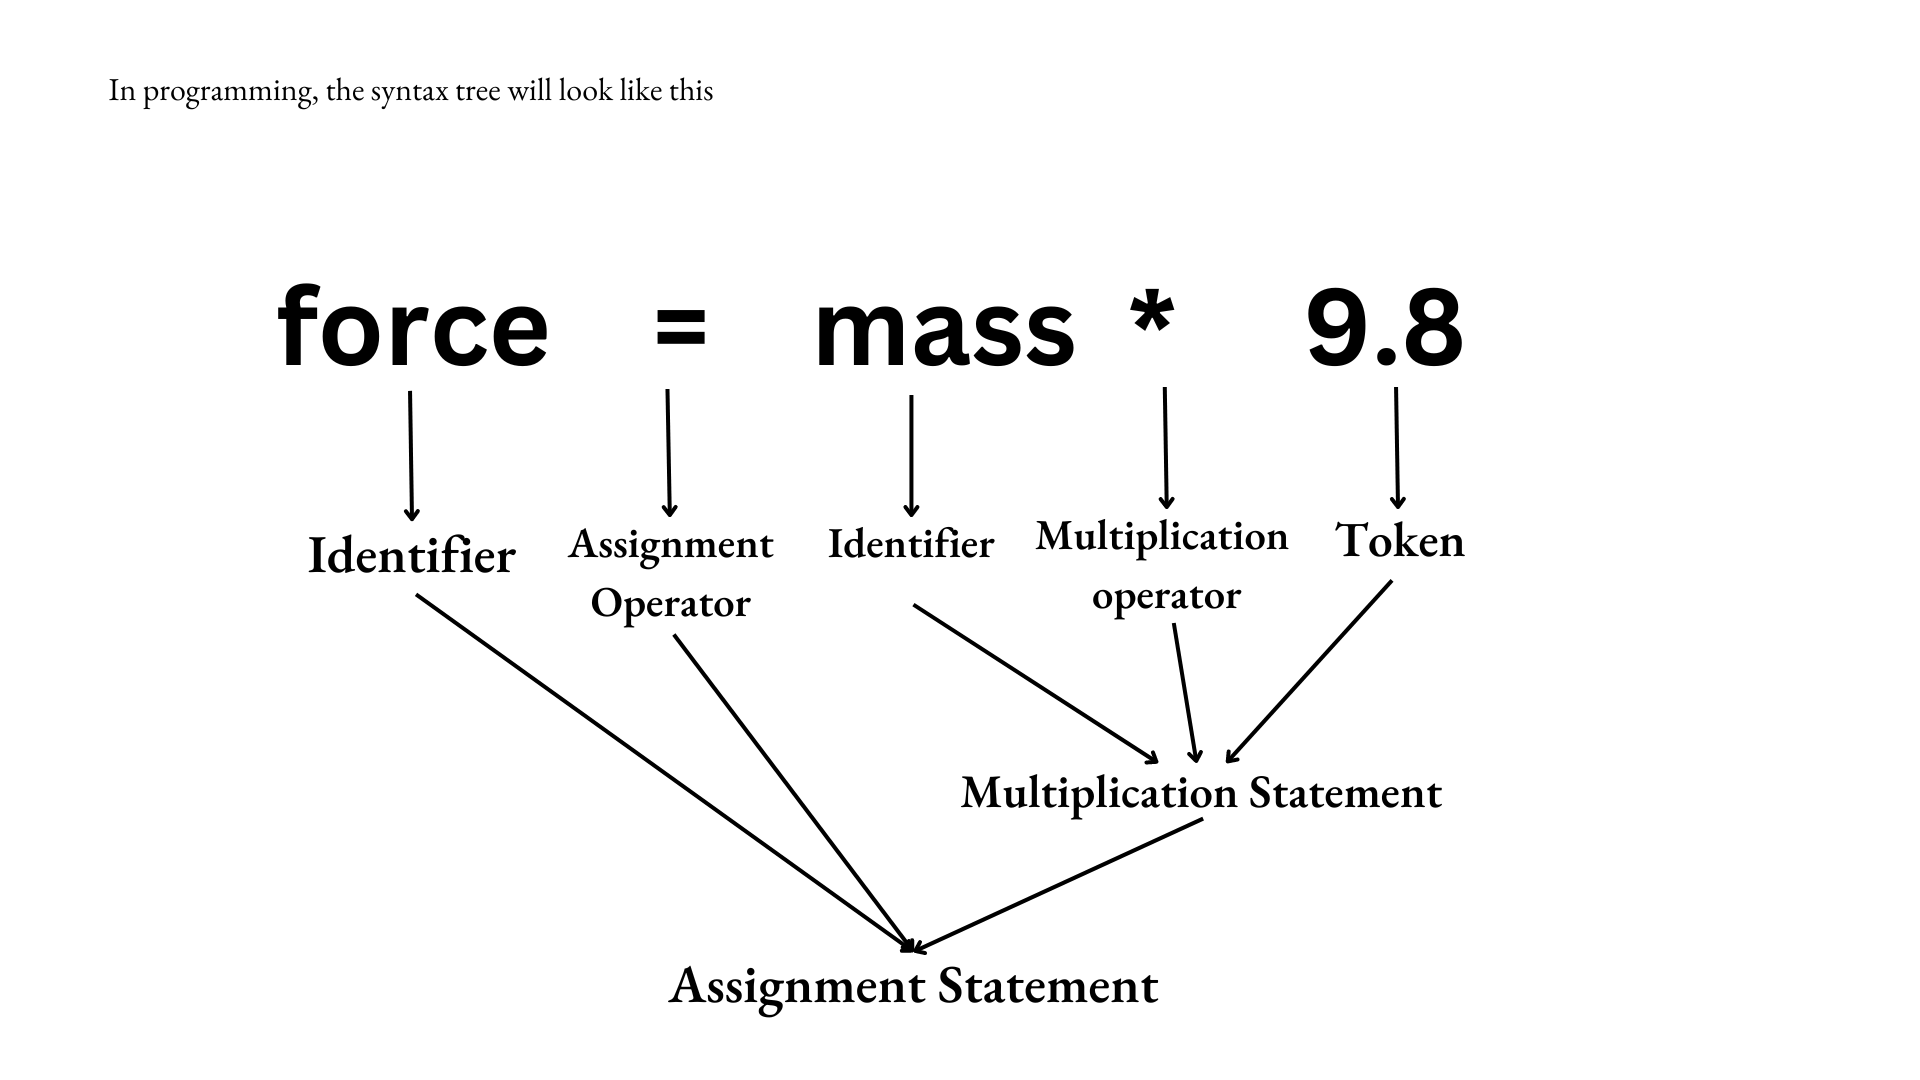 In programming, the syntax tree will look like this
force = mass * 9.8
Identifier Assignment Operator Identifier Multiplication operator Token
Multiplication Statement
Assignment Statement